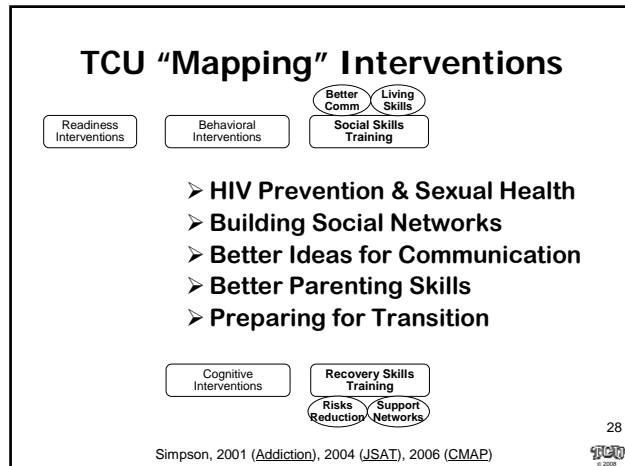 TCU “Mapping” Interventions
Better
Comm
Living
Skills
Readiness
Interventions
Behavioral
Interventions
Social Skills
Training
➢ HIV Prevention & Sexual Health
➢ Building Social Networks
➢ Better Ideas for Communication
➢ Better Parenting Skills
➢ Preparing for Transition
Cognitive
Interventions
Recovery Skills
Training
Risks
Reduction
Support
Networks
28
Simpson, 2001 (Addiction), 2004 (JSAT), 2006 (CMAP)
TCU
© 2008